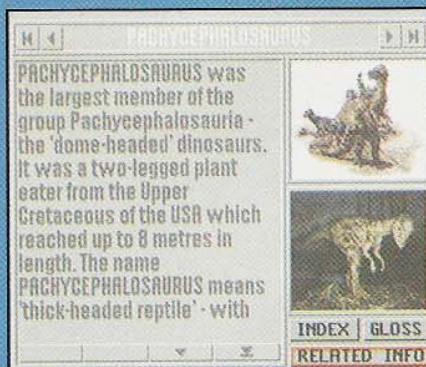 PACHYCEPHALOSAURUS
PACHYCEPHALOSAURUS was
the largest member of the
group Pachycephalosauria -
the 'dome-headed' dinosaurs.
It was a two-legged plant
eater from the Upper
Cretaceous of the USA which
reached up to 8 metres in
length. The name
PACHYCEPHALOSAURUS means
'thick-headed reptile' - with
INDEX GLOSS
RELATED INFO